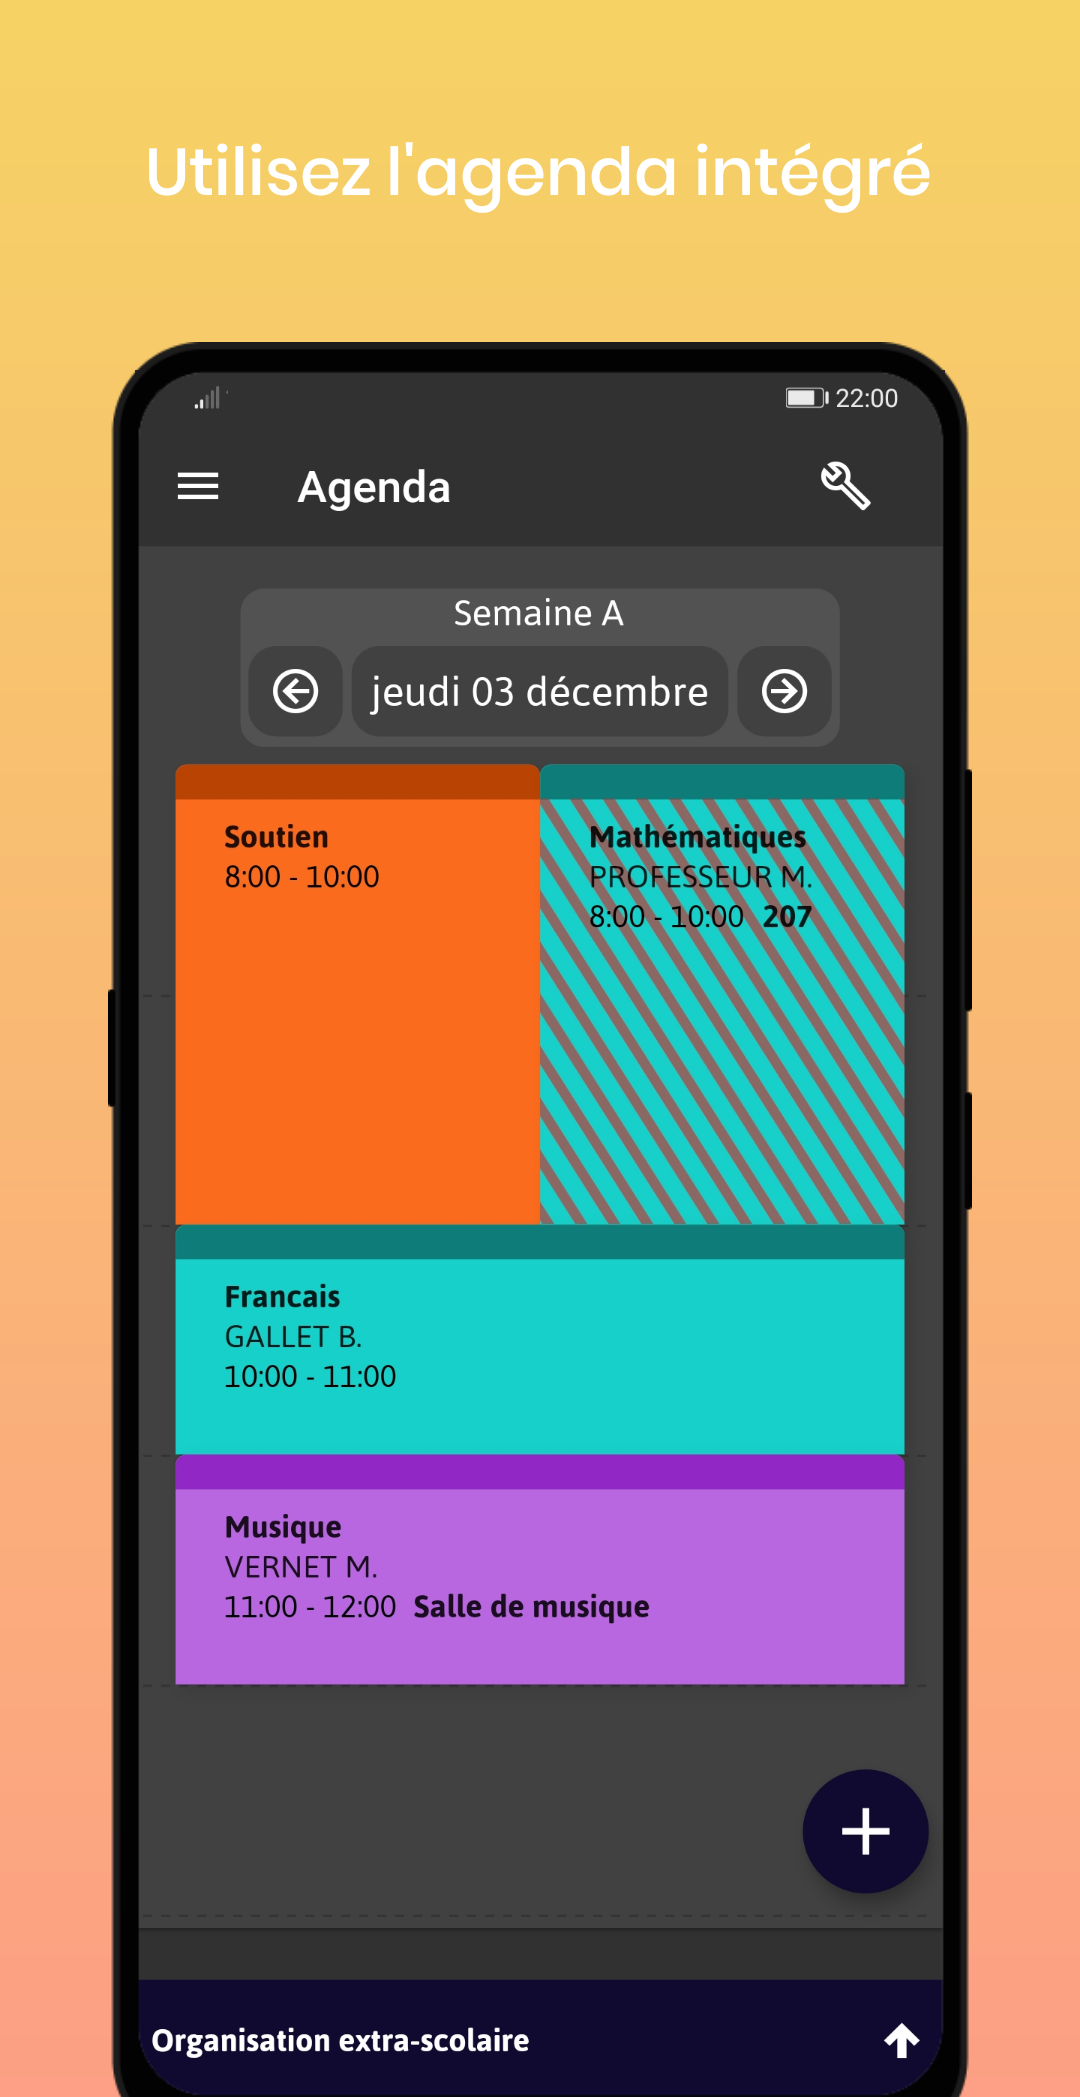 Utilisez l'agenda intégré
22:00
Agenda
Semaine A
jeudi 03 décembre
Soutien
8:00 - 10:00
Mathématiques
PROFESSEUR M.
8:00 - 10:00 207
Francais
GALLET B.
10:00 - 11:00
Musique
VERNET M.
11:00 - 12:00 Salle de musique
Organisation extra-scolaire